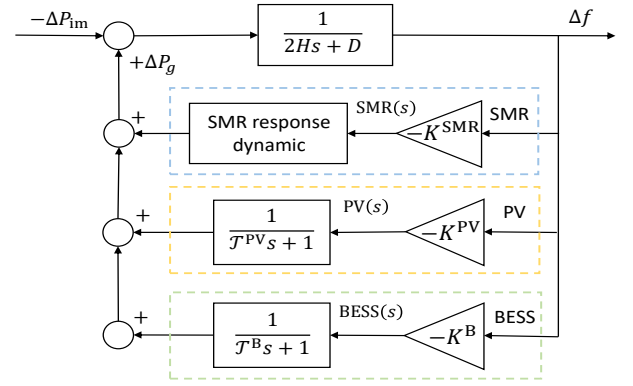 −ΔP_im
1
2Hs + D
Δf
+ΔP_g
+
SMR response
dynamic
SMR(s)
−K^SMR
SMR
+
1
𝒯^PV s + 1
PV(s)
−K^PV
PV
+
1
𝒯^B s + 1
BESS(s)
−K^B
BESS